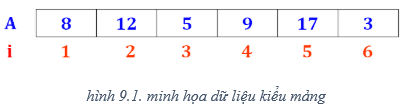 A 8 12 5 9 17 3
i 1 2 3 4 5 6
hình 9.1. minh họa dữ liệu kiểu mảng